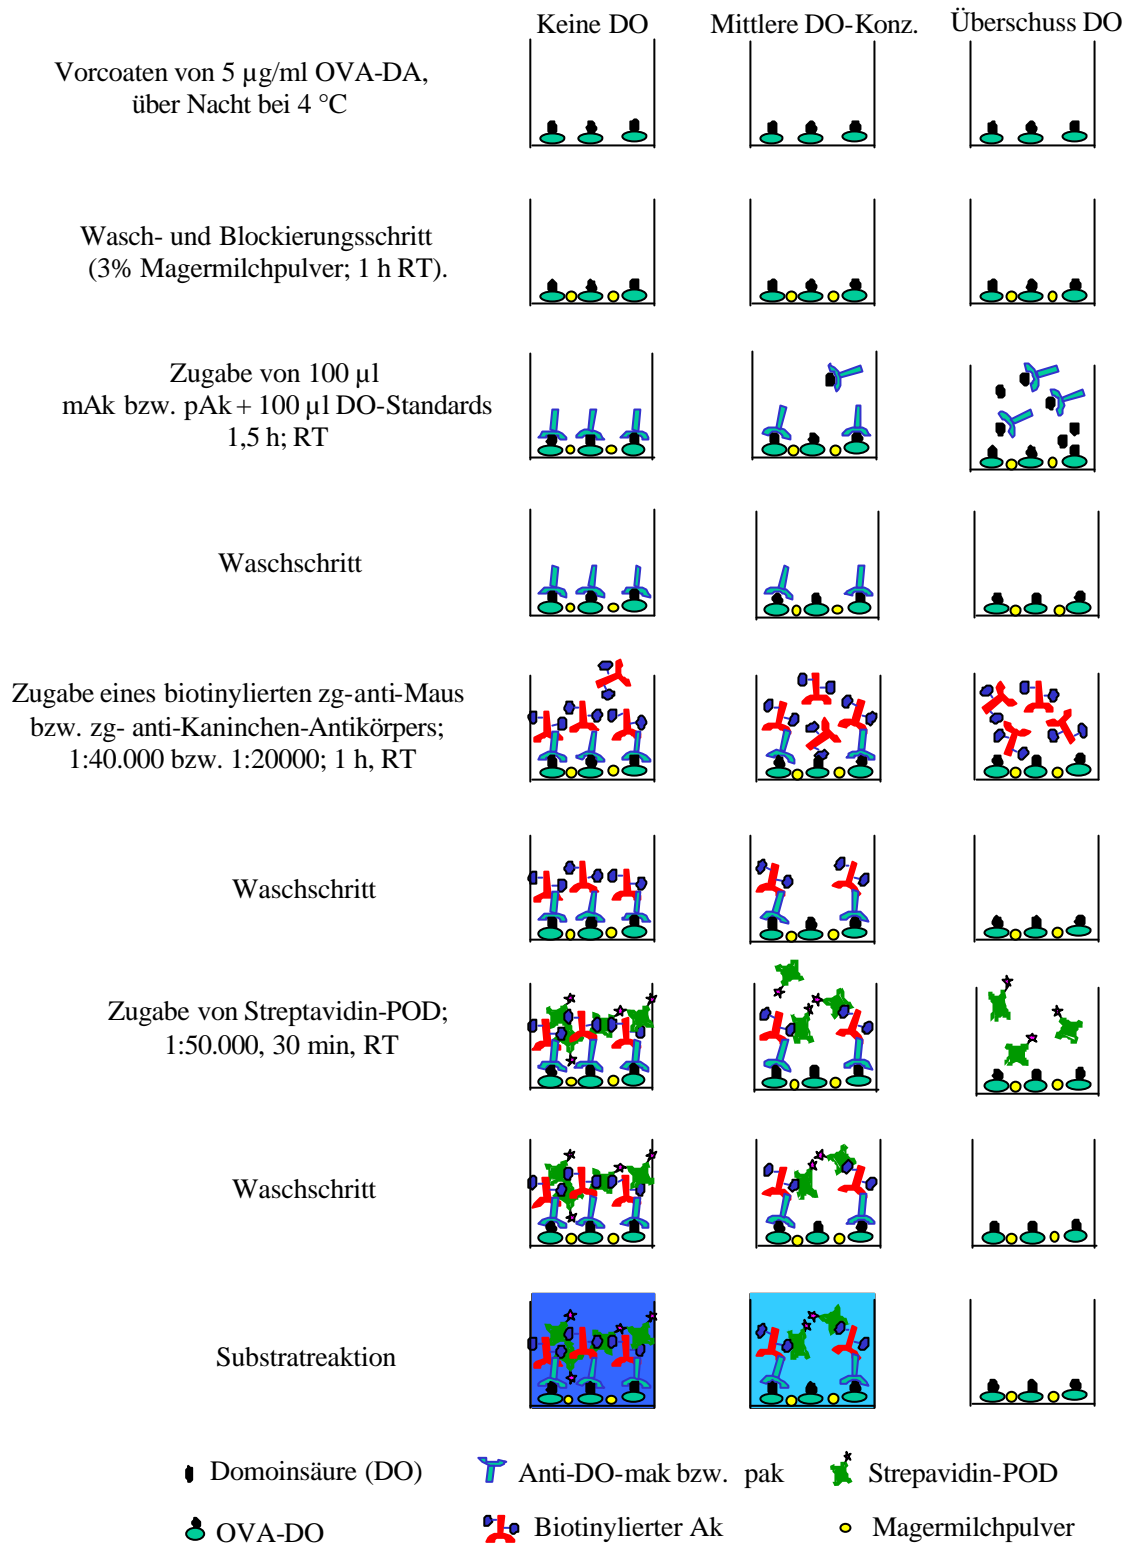 Keine DO Mittlere DO-Konz. Überschuss DO
Vorcoaten von 5 µg/ml OVA-DA,
über Nacht bei 4 °C
Wasch- und Blockierungsschritt
(3% Magermilchpulver; 1 h RT).
Zugabe von 100 µl
mAk bzw. pAk + 100 µl DO-Standards
1,5 h; RT
Waschschritt
Zugabe eines biotinylierten zg-anti-Maus
bzw. zg- anti-Kaninchen-Antikörpers;
1:40.000 bzw. 1:20000; 1 h, RT
Waschschritt
Zugabe von Streptavidin-POD;
1:50.000, 30 min, RT
Waschschritt
Substratreaktion
Domoinsäure (DO) Anti-DO-mak bzw. pak Strepavidin-POD
OVA-DO Biotinylierter Ak Magermilchpulver